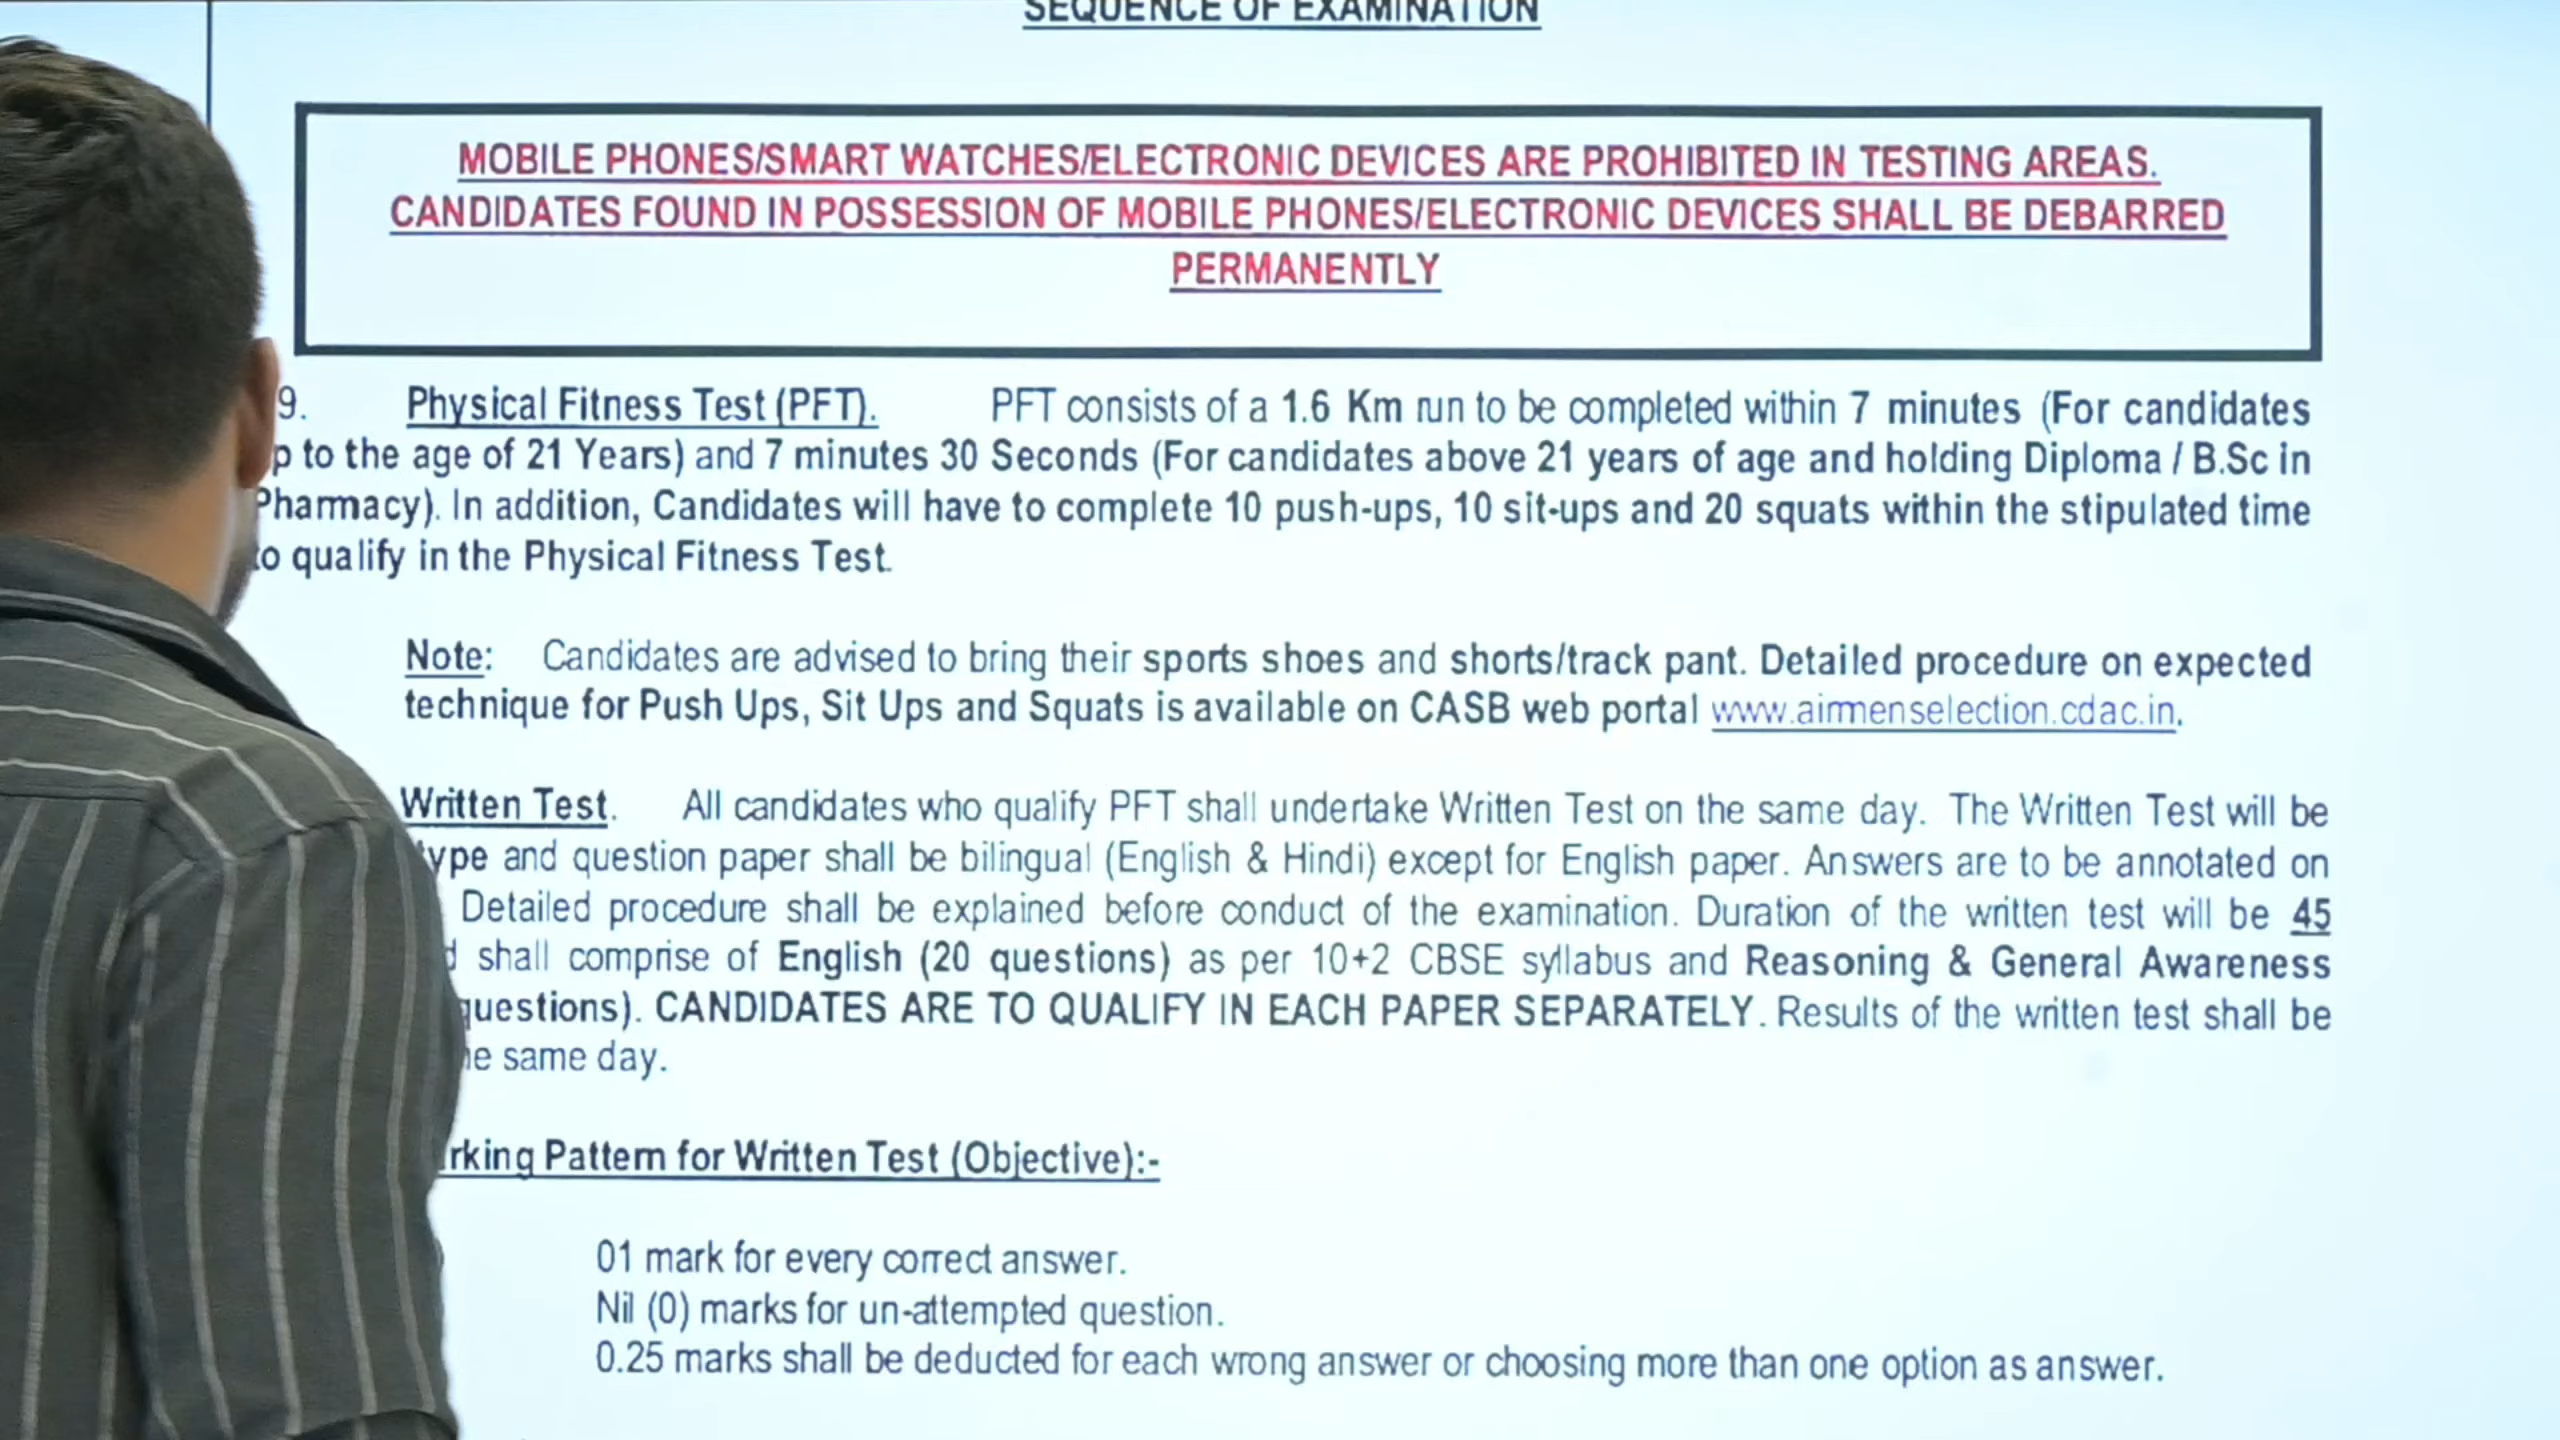 SEQUENCE OF EXAMINATION
MOBILE PHONES/SMART WATCHES/ELECTRONIC DEVICES ARE PROHIBITED IN TESTING AREAS.
CANDIDATES FOUND IN POSSESSION OF MOBILE PHONES/ELECTRONIC DEVICES SHALL BE DEBARRED
PERMANENTLY
9. Physical Fitness Test (PFT). PFT consists of a 1.6 Km run to be completed within 7 minutes (For candidates
p to the age of 21 Years) and 7 minutes 30 Seconds (For candidates above 21 years of age and holding Diploma / B.Sc in
Pharmacy). In addition, Candidates will have to complete 10 push-ups, 10 sit-ups and 20 squats within the stipulated time
to qualify in the Physical Fitness Test.
Note: Candidates are advised to bring their sports shoes and shorts/track pant. Detailed procedure on expected
technique for Push Ups, Sit Ups and Squats is available on CASB web portal www.airmenselection.cdac.in.
Written Test. All candidates who qualify PFT shall undertake Written Test on the same day. The Written Test will be
type and question paper shall be bilingual (English & Hindi) except for English paper. Answers are to be annotated on
Detailed procedure shall be explained before conduct of the examination. Duration of the written test will be 45
shall comprise of English (20 questions) as per 10+2 CBSE syllabus and Reasoning & General Awareness
questions). CANDIDATES ARE TO QUALIFY IN EACH PAPER SEPARATELY. Results of the written test shall be
same day.
rking Pattern for Written Test (Objective):-
01 mark for every correct answer.
Nil (0) marks for un-attempted question.
0.25 marks shall be deducted for each wrong answer or choosing more than one option as answer.